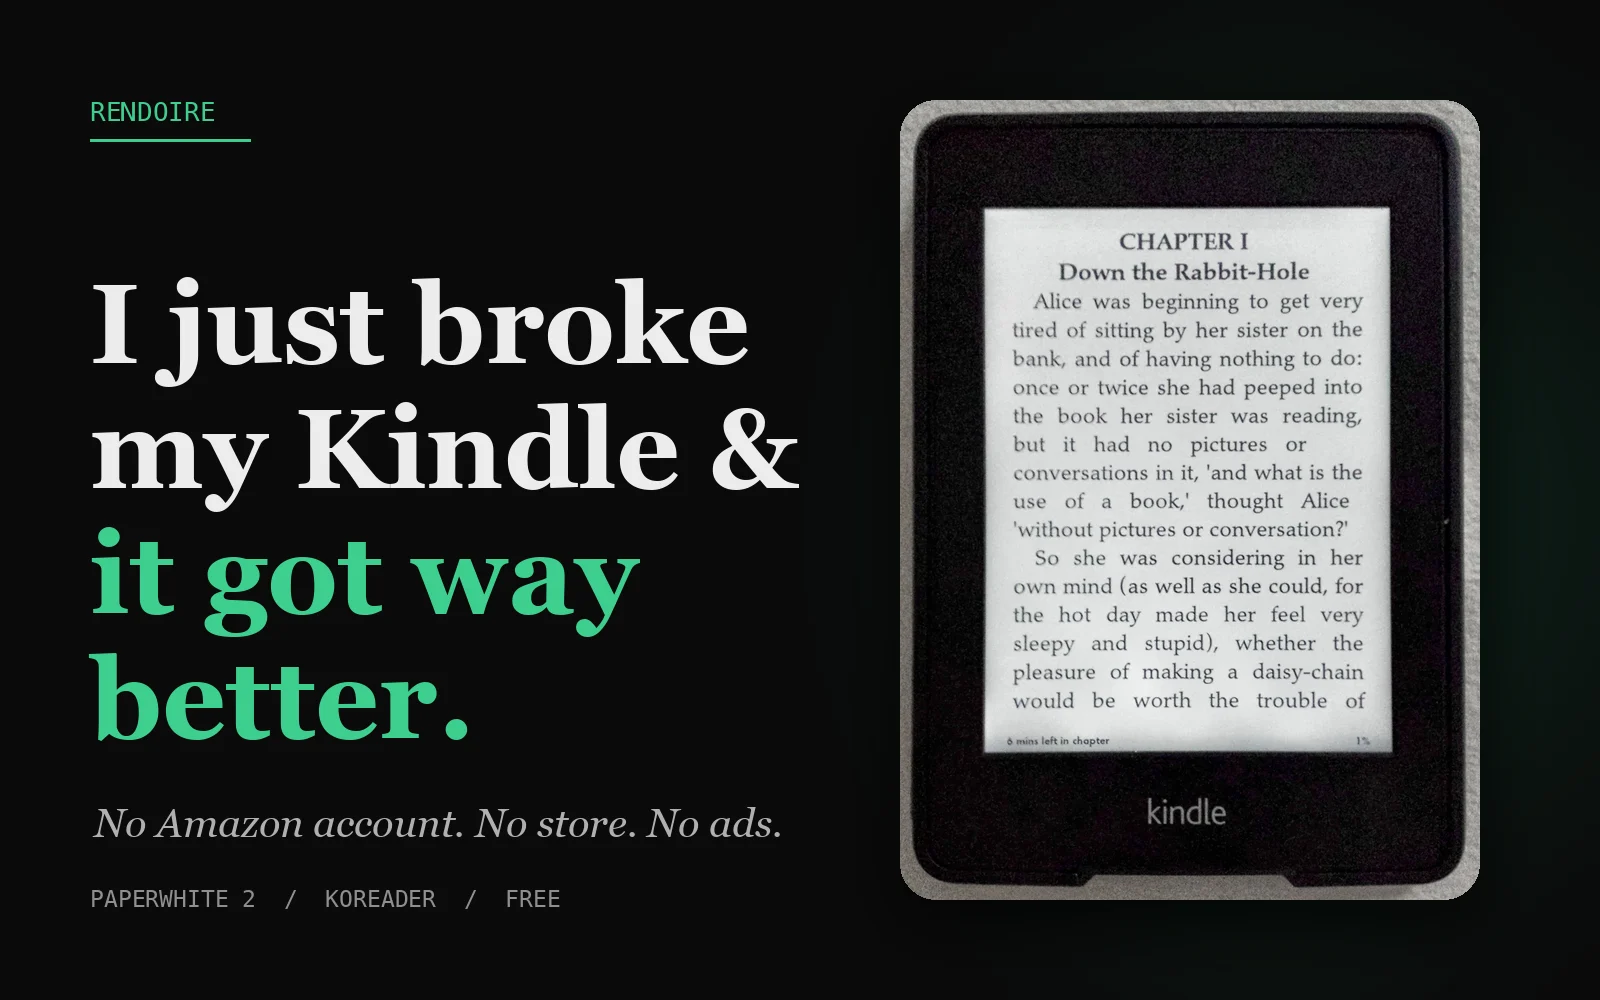 RENDOIRE
I just broke
my Kindle &
it got way
better.
No Amazon account. No store. No ads.
PAPERWHITE 2 / KOREADER / FREE
CHAPTER I
Down the Rabbit-Hole
Alice was beginning to get very
tired of sitting by her sister on the
bank, and of having nothing to do:
once or twice she had peeped into
the book her sister was reading,
but it had no pictures or
conversations in it, 'and what is the
use of a book,' thought Alice
'without pictures or conversation?'
So she was considering in her
own mind (as well as she could, for
the hot day made her feel very
sleepy and stupid), whether the
pleasure of making a daisy-chain
would be worth the trouble of
6 mins left in chapter 1%
kindle